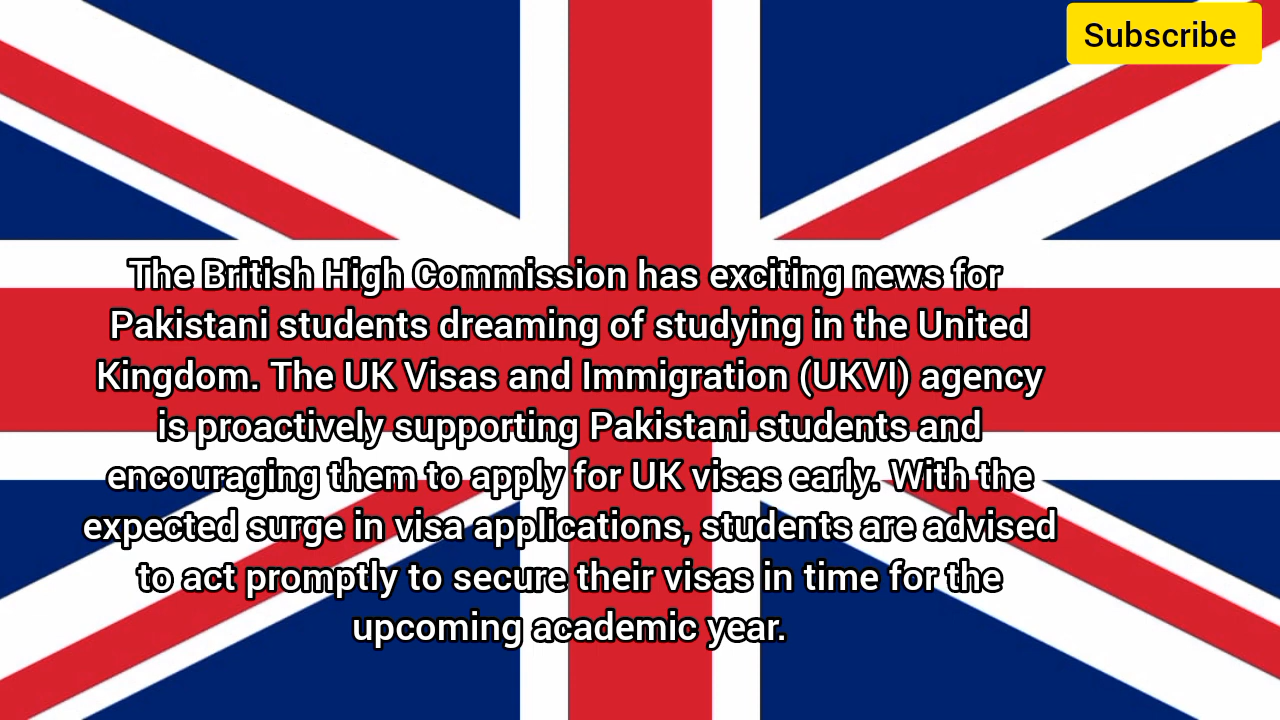 Subscribe
The British High Commission has exciting news for
Pakistani students dreaming of studying in the United
Kingdom. The UK Visas and Immigration (UKVI) agency
is proactively supporting Pakistani students and
encouraging them to apply for UK visas early. With the
expected surge in visa applications, students are advised
to act promptly to secure their visas in time for the
upcoming academic year.